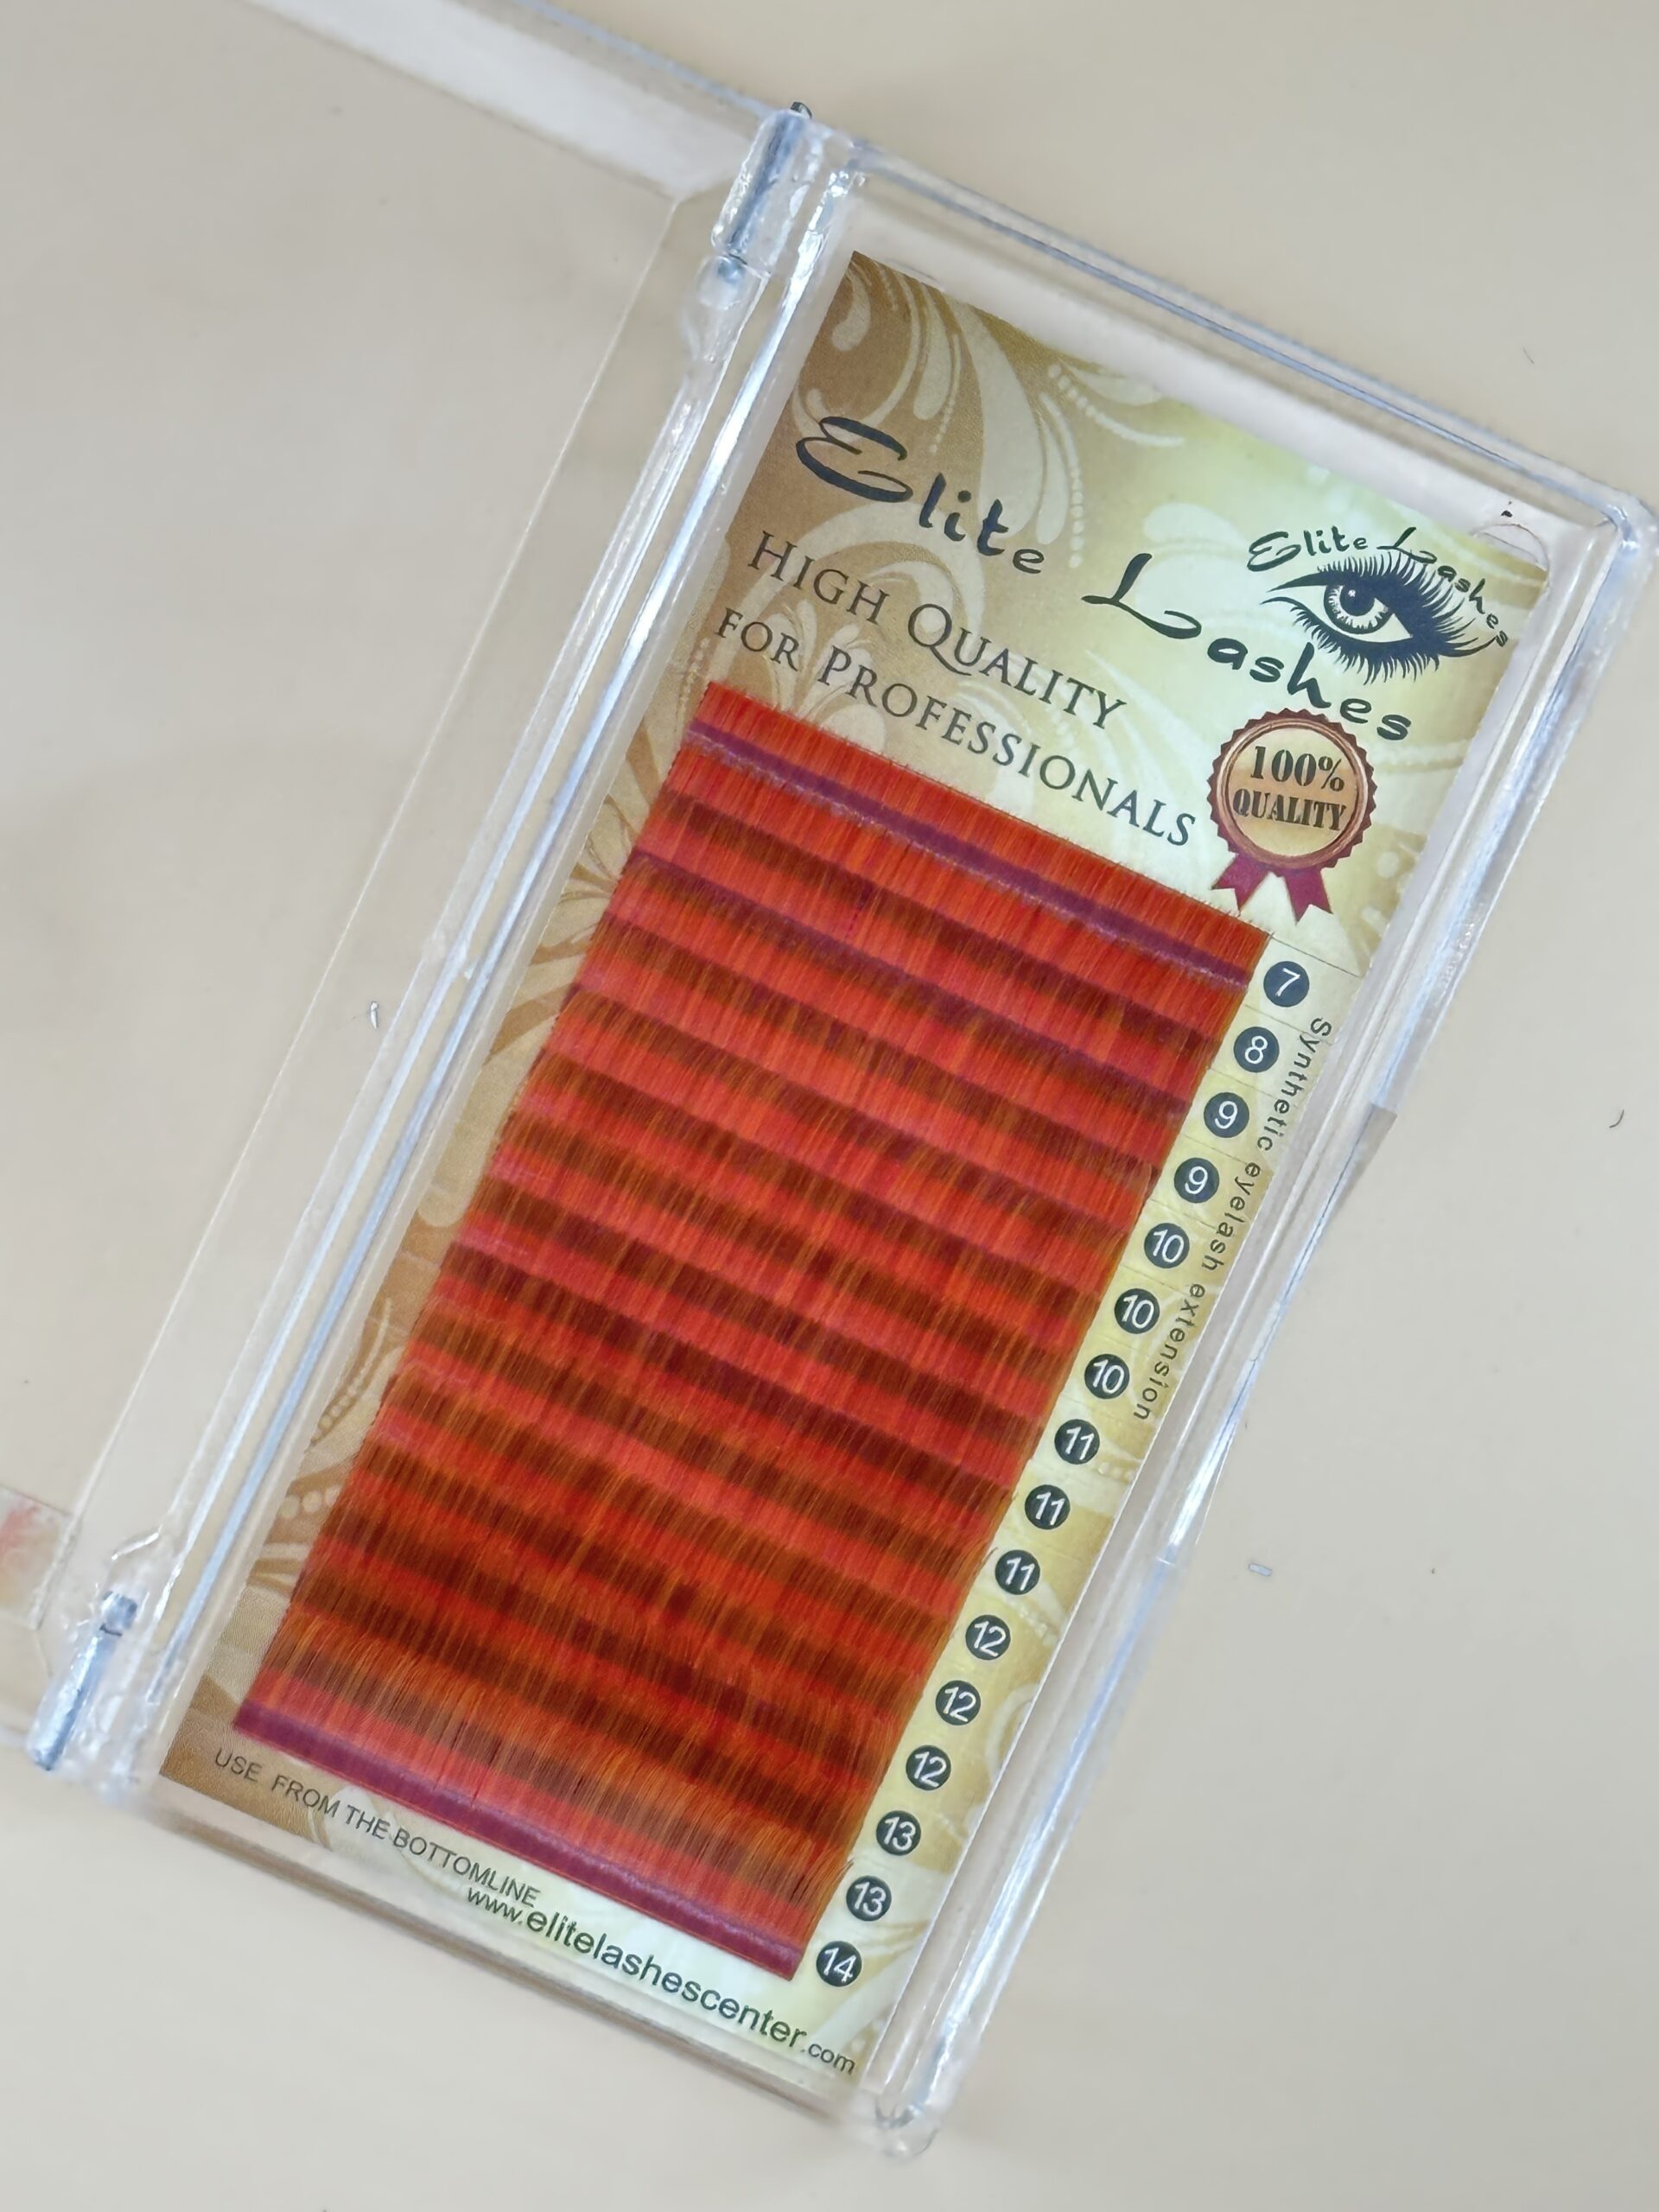 Elite Lashes
Elite Lashes
HIGH QUALITY
FOR PROFESSIONALS
100%
QUALITY
7
8
9
9
10
10
10
11
11
11
12
12
12
13
13
14
Synthetic eyelash extension
USE FROM THE BOTTOMLINE
www.elitelashescenter.com